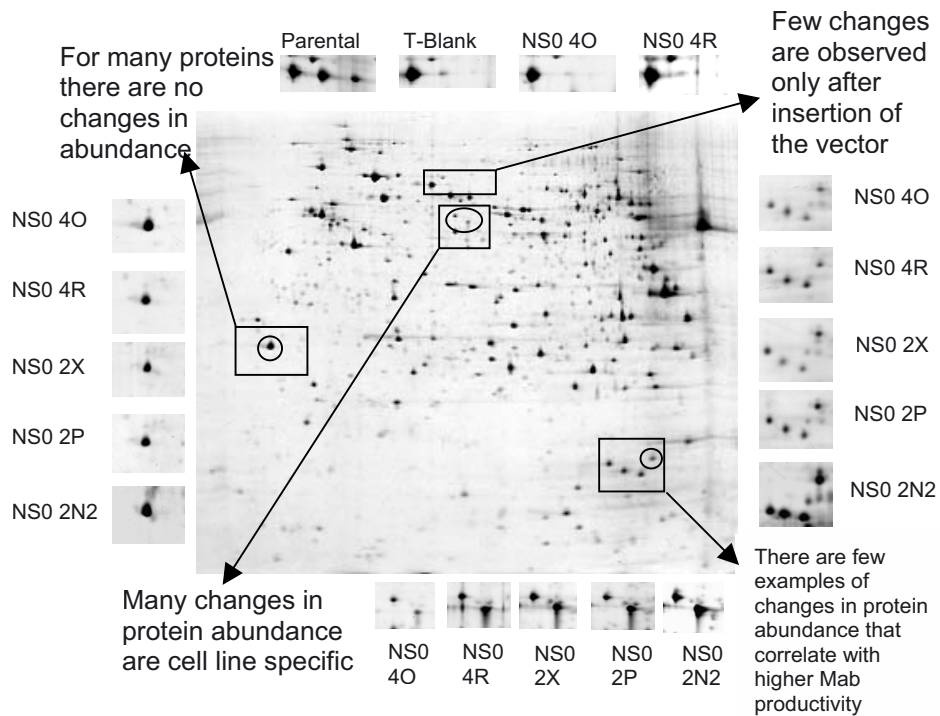 Parental
T-Blank
NS0 4O
NS0 4R
For many proteins
there are no
changes in
abundance
Few changes
are observed
only after
insertion of
the vector
NS0 4O
NS0 4R
NS0 2X
NS0 2P
NS0 2N2
NS0 4O
NS0 4R
NS0 2X
NS0 2P
NS0 2N2
Many changes in
protein abundance
are cell line specific
NS0
4O
NS0
4R
NS0
2X
NS0
2P
NS0
2N2
There are few
examples of
changes in protein
abundance that
correlate with
higher Mab
productivity